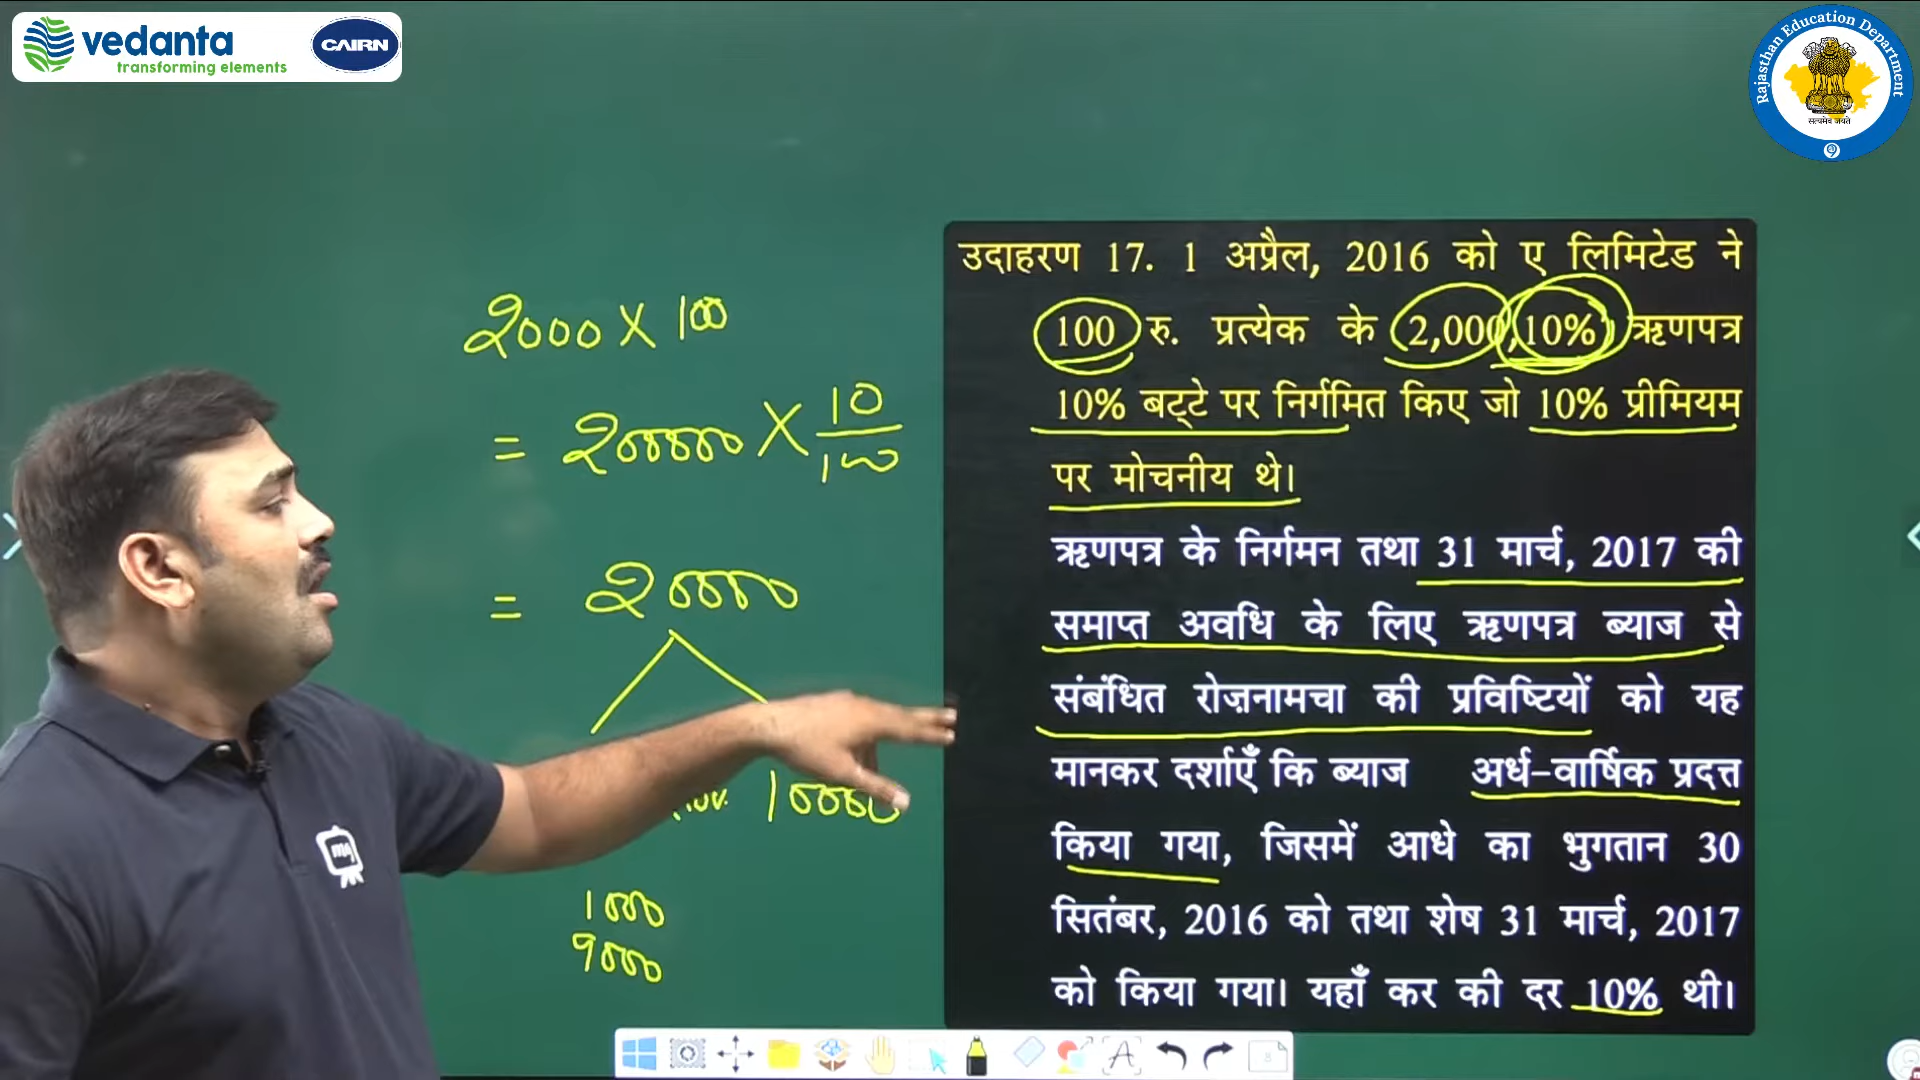 vedanta
transforming elements
CAIRN
Rajasthan Education Department
सत्यमेव जयते
2000 X 100
= 200000 X 10/100
= 20000
10000
1000
9000
उदाहरण 17. 1 अप्रैल, 2016 को ए लिमिटेड ने
100 रु. प्रत्येक के 2,000, 10% ऋणपत्र
10% बट्टे पर निर्गमित किए जो 10% प्रीमियम
पर मोचनीय थे।
ऋणपत्र के निर्गमन तथा 31 मार्च, 2017 की
समाप्त अवधि के लिए ऋणपत्र ब्याज से
संबंधित रोज़नामचा की प्रविष्टियों को यह
मानकर दर्शाएँ कि ब्याज अर्ध-वार्षिक प्रदत्त
किया गया, जिसमें आधे का भुगतान 30
सितंबर, 2016 को तथा शेष 31 मार्च, 2017
को किया गया। यहाँ कर की दर 10% थी।